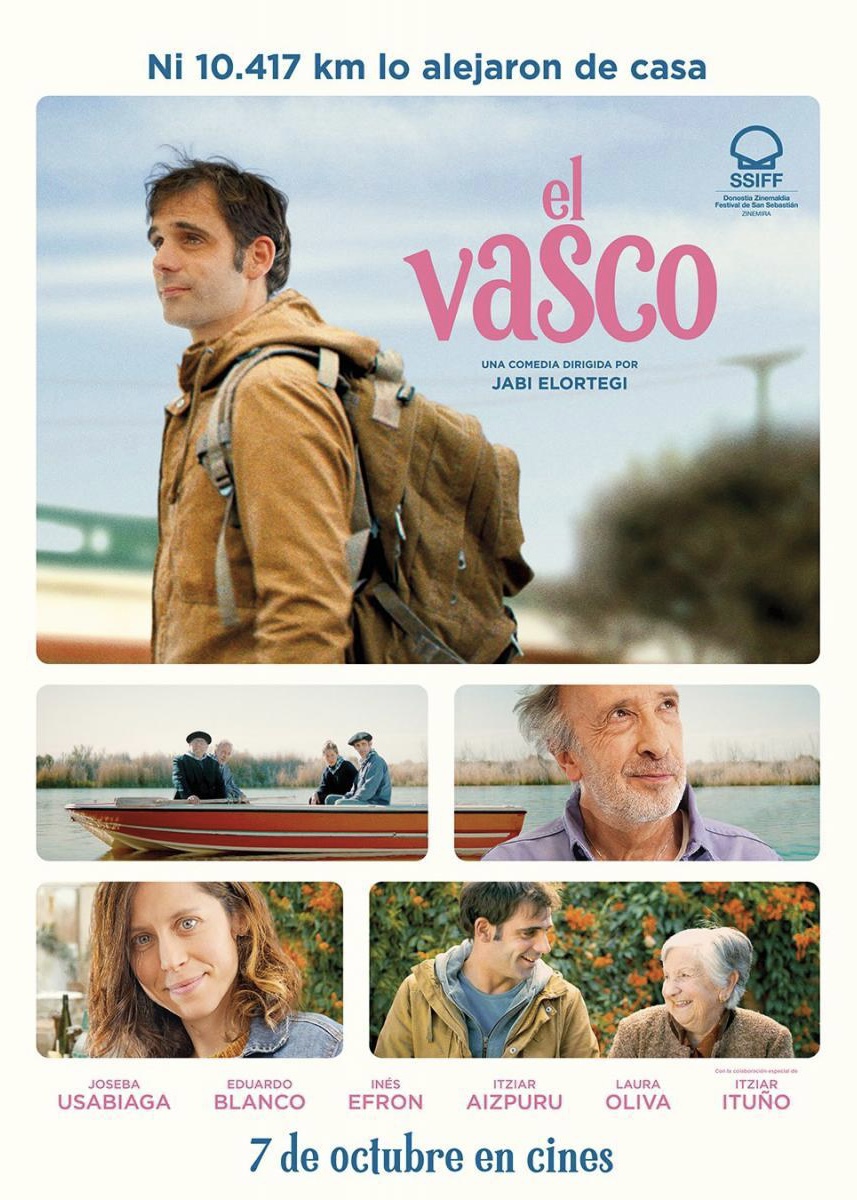 Ni 10.417 km lo alejaron de casa
SSIFF
Donostia Zinemaldia
Festival de San Sebastián
ZINEMIRA
el
vasco
UNA COMEDIA DIRIGIDA POR
JABI ELORTEGI
JOSEBA
USABIAGA
EDUARDO
BLANCO
INÉS
EFRON
ITZIAR
AIZPURU
LAURA
OLIVA
Con la colaboración especial de
ITZIAR
ITUÑO
7 de octubre en cines